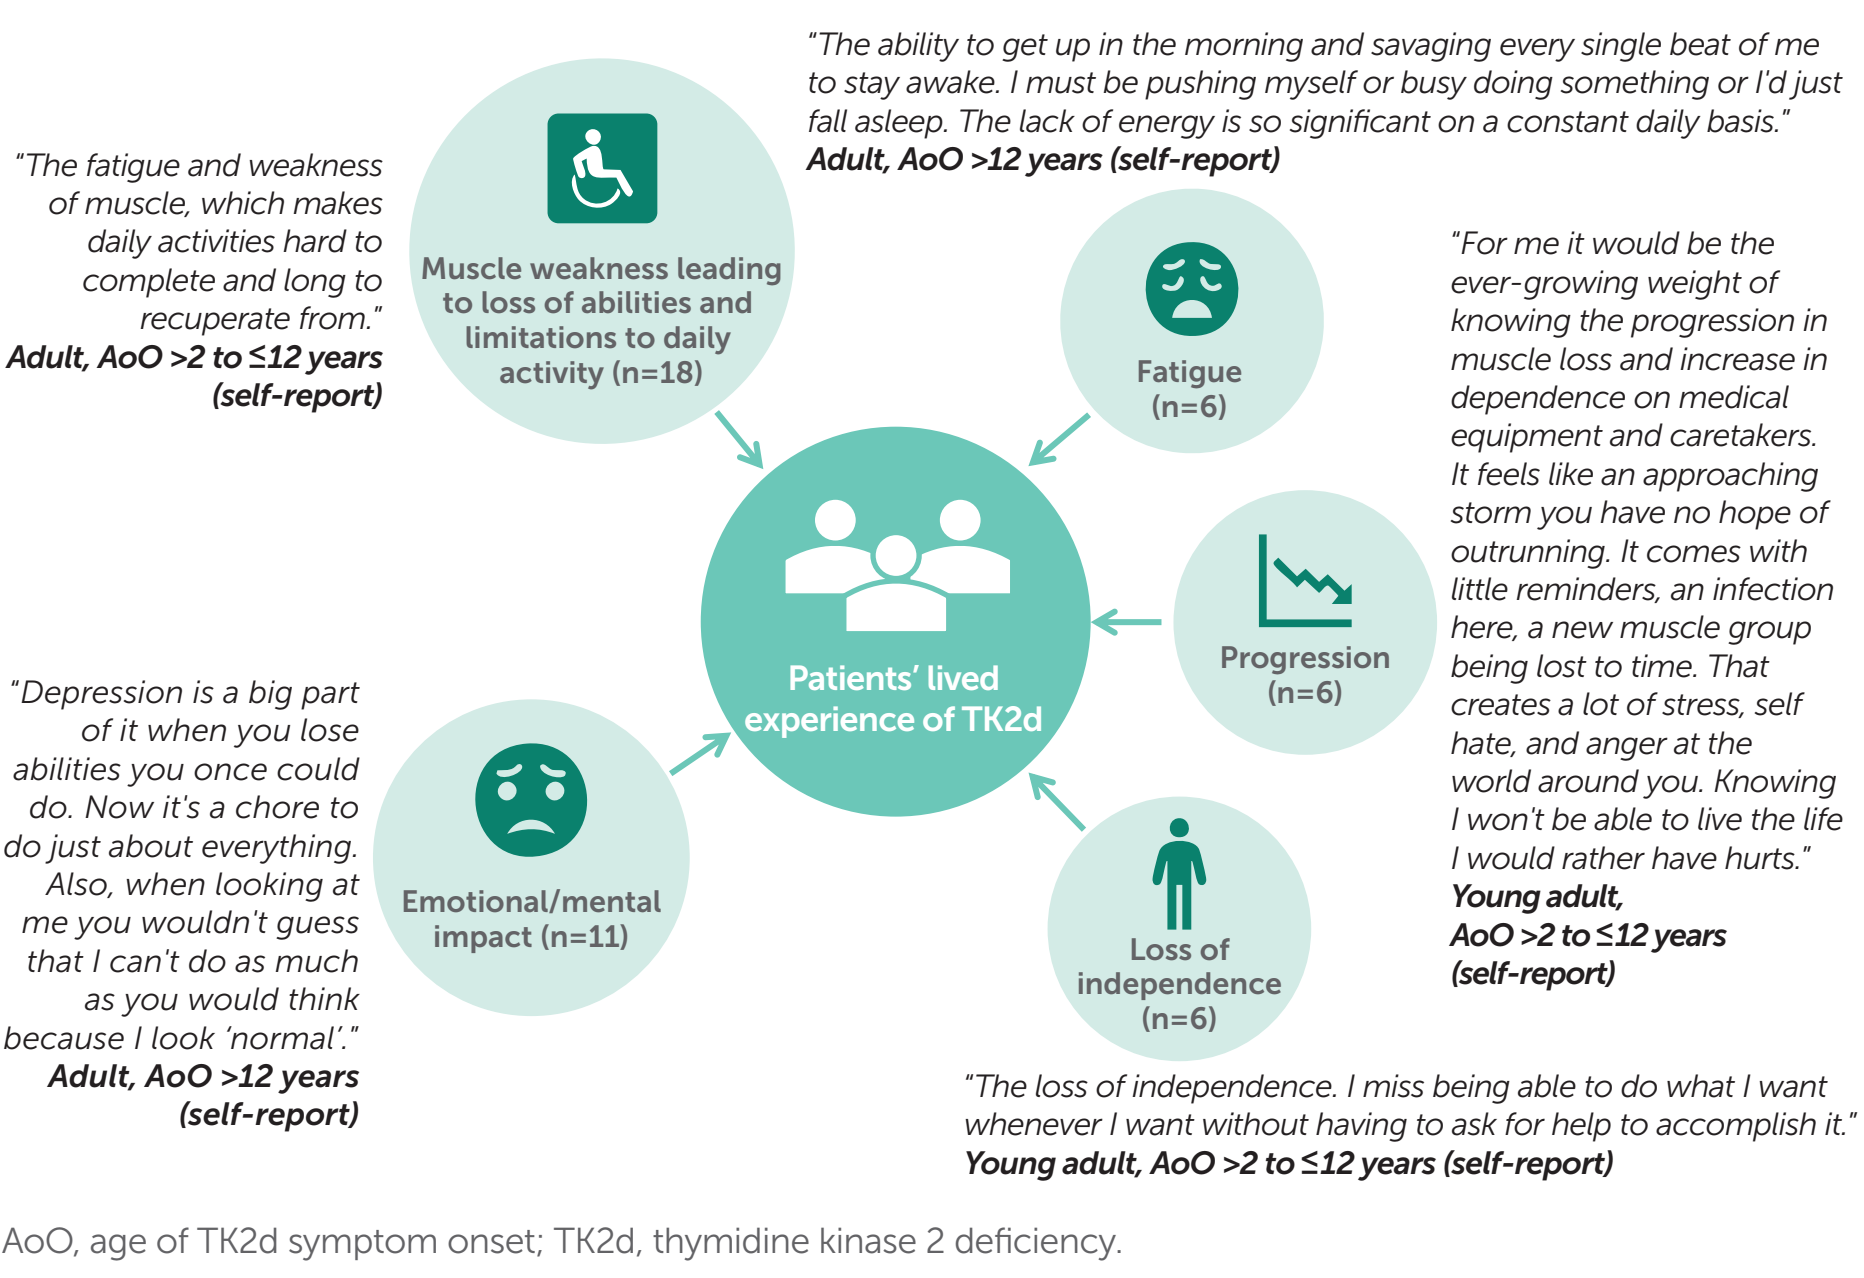 "The ability to get up in the morning and savaging every single beat of me
to stay awake. I must be pushing myself or busy doing something or I'd just
fall asleep. The lack of energy is so significant on a constant daily basis."
Adult, AoO >12 years (self-report)
"The fatigue and weakness
of muscle, which makes
daily activities hard to
complete and long to
recuperate from."
Adult, AoO >2 to ≤12 years
(self-report)
Muscle weakness leading
to loss of abilities and
limitations to daily
activity (n=18)
Fatigue
(n=6)
"For me it would be the
ever-growing weight of
knowing the progression in
muscle loss and increase in
dependence on medical
equipment and caretakers.
It feels like an approaching
storm you have no hope of
outrunning. It comes with
little reminders, an infection
here, a new muscle group
being lost to time. That
creates a lot of stress, self
hate, and anger at the
world around you. Knowing
I won't be able to live the life
I would rather have hurts."
Young adult,
AoO >2 to ≤12 years
(self-report)
Progression
(n=6)
Patients’ lived
experience of TK2d
"Depression is a big part
of it when you lose
abilities you once could
do. Now it's a chore to
do just about everything.
Also, when looking at
me you wouldn't guess
that I can't do as much
as you would think
because I look ‘normal’."
Adult, AoO >12 years
(self-report)
Emotional/mental
impact (n=11)
Loss of
independence
(n=6)
"The loss of independence. I miss being able to do what I want
whenever I want without having to ask for help to accomplish it."
Young adult, AoO >2 to ≤12 years (self-report)
AoO, age of TK2d symptom onset; TK2d, thymidine kinase 2 deficiency.